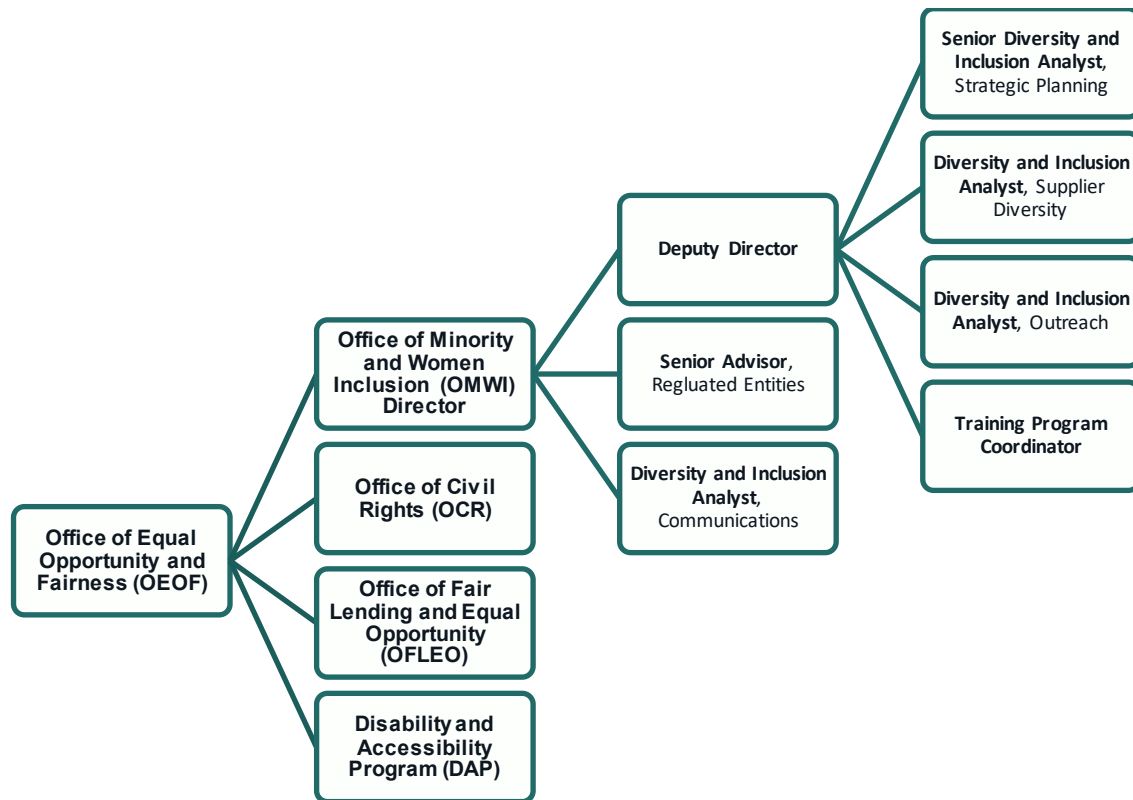 Senior Diversity and
Inclusion Analyst,
Strategic Planning
Diversity and Inclusion
Analyst, Supplier
Diversity
Deputy Director
Diversity and Inclusion
Analyst, Outreach
Office of Minority
and Women
Inclusion (OMWI)
Director
Senior Advisor,
Regluated Entities
Training Program
Coordinator
Office of Civil
Rights (OCR)
Diversity and Inclusion
Analyst,
Communications
Office of Equal
Opportunity and
Fairness (OEOF)
Office of Fair
Lending and Equal
Opportunity
(OFLEO)
Disability and
Accessibility
Program (DAP)